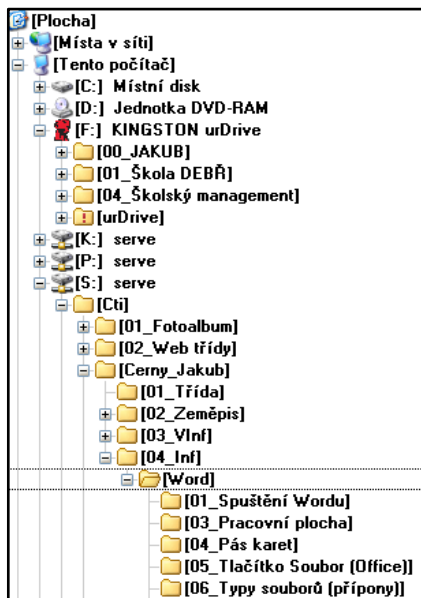 [Plocha]
[Místa v síti]
[Tento počítač]
[C:] Místní disk
[D:] Jednotka DVD-RAM
[F:] KINGSTON urDrive
[00_JAKUB]
[01_Škola DEBŘ]
[04_Školský management]
[urDrive]
[K:] serve
[P:] serve
[S:] serve
[Cti]
[01_Fotoalbum]
[02_Web třídy]
[Cerny_Jakub]
[01_Třída]
[02_Zeměpis]
[03_VInf]
[04_Inf]
[Word]
[01_Spuštění Wordu]
[03_Pracovní plocha]
[04_Pás karet]
[05_Tlačítko Soubor (Office)]
[06_Typy souborů (přípony)]